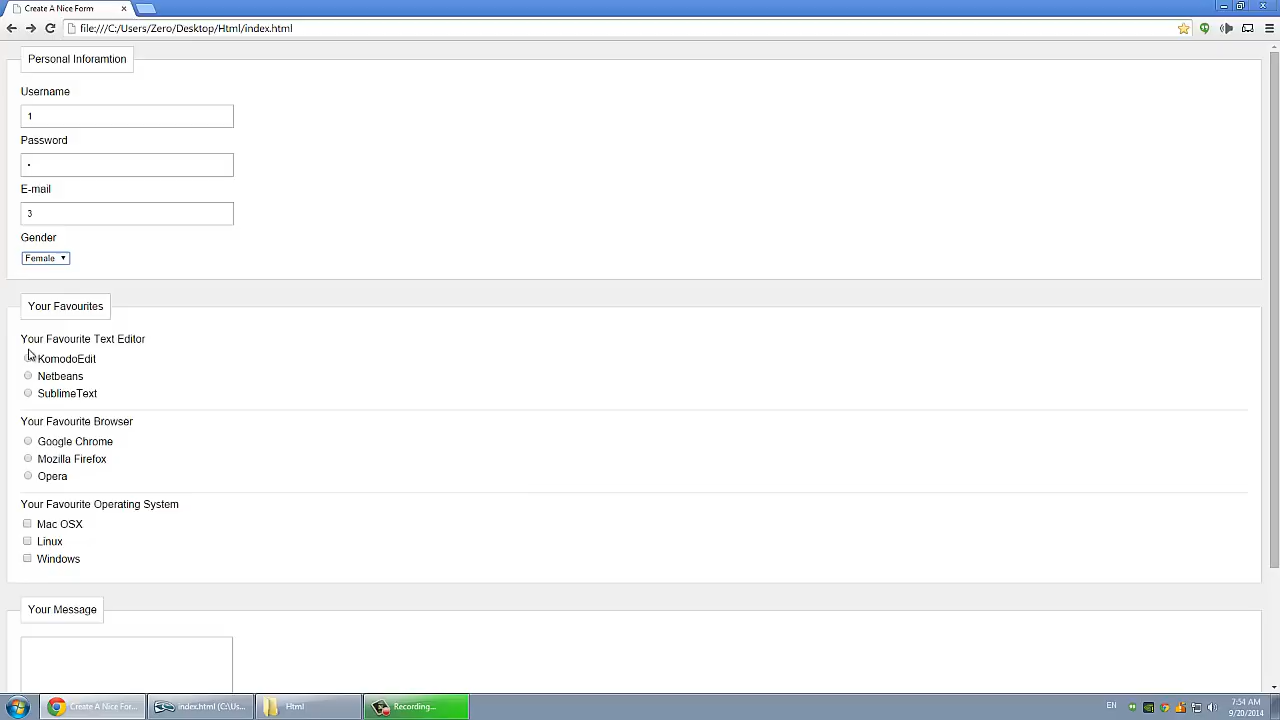 Create A Nice Form
file:///C:/Users/Zero/Desktop/Html/index.html
Personal Inforamtion
Username
1
Password
•
E-mail
3
Gender
Female
Your Favourites
Your Favourite Text Editor
KomodoEdit
Netbeans
SublimeText
Your Favourite Browser
Google Chrome
Mozilla Firefox
Opera
Your Favourite Operating System
Mac OSX
Linux
Windows
Your Message
Create A Nice For... index.html (C:\Us... Html Recording... EN 7:54 AM
9/20/2014